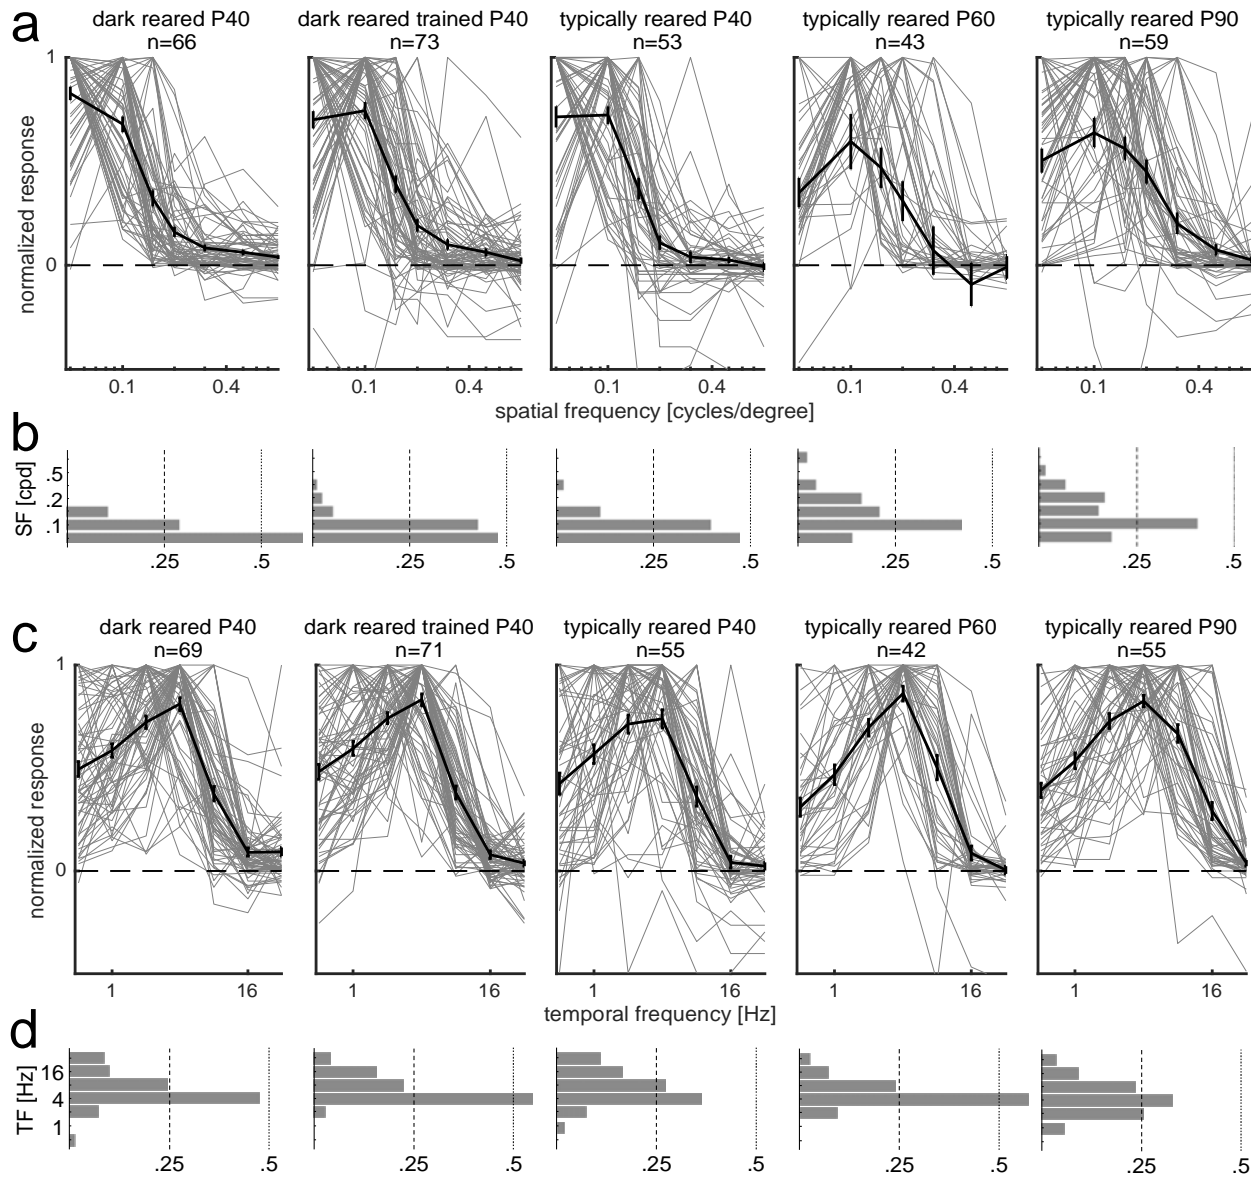 a
dark reared P40
n=66
dark reared trained P40
n=73
typically reared P40
n=53
typically reared P60
n=43
typically reared P90
n=59
normalized response
1
0
0.1 0.4
0.1 0.4
0.1 0.4
0.1 0.4
0.1 0.4
spatial frequency [cycles/degree]
b
SF [cpd]
.5
.2
.1
.25 .5
.25 .5
.25 .5
.25 .5
.25 .5
c
dark reared P40
n=69
dark reared trained P40
n=71
typically reared P40
n=55
typically reared P60
n=42
typically reared P90
n=55
normalized response
1
0
1 16
1 16
1 16
1 16
1 16
temporal frequency [Hz]
d
TF [Hz]
16
4
1
.25 .5
.25 .5
.25 .5
.25 .5
.25 .5